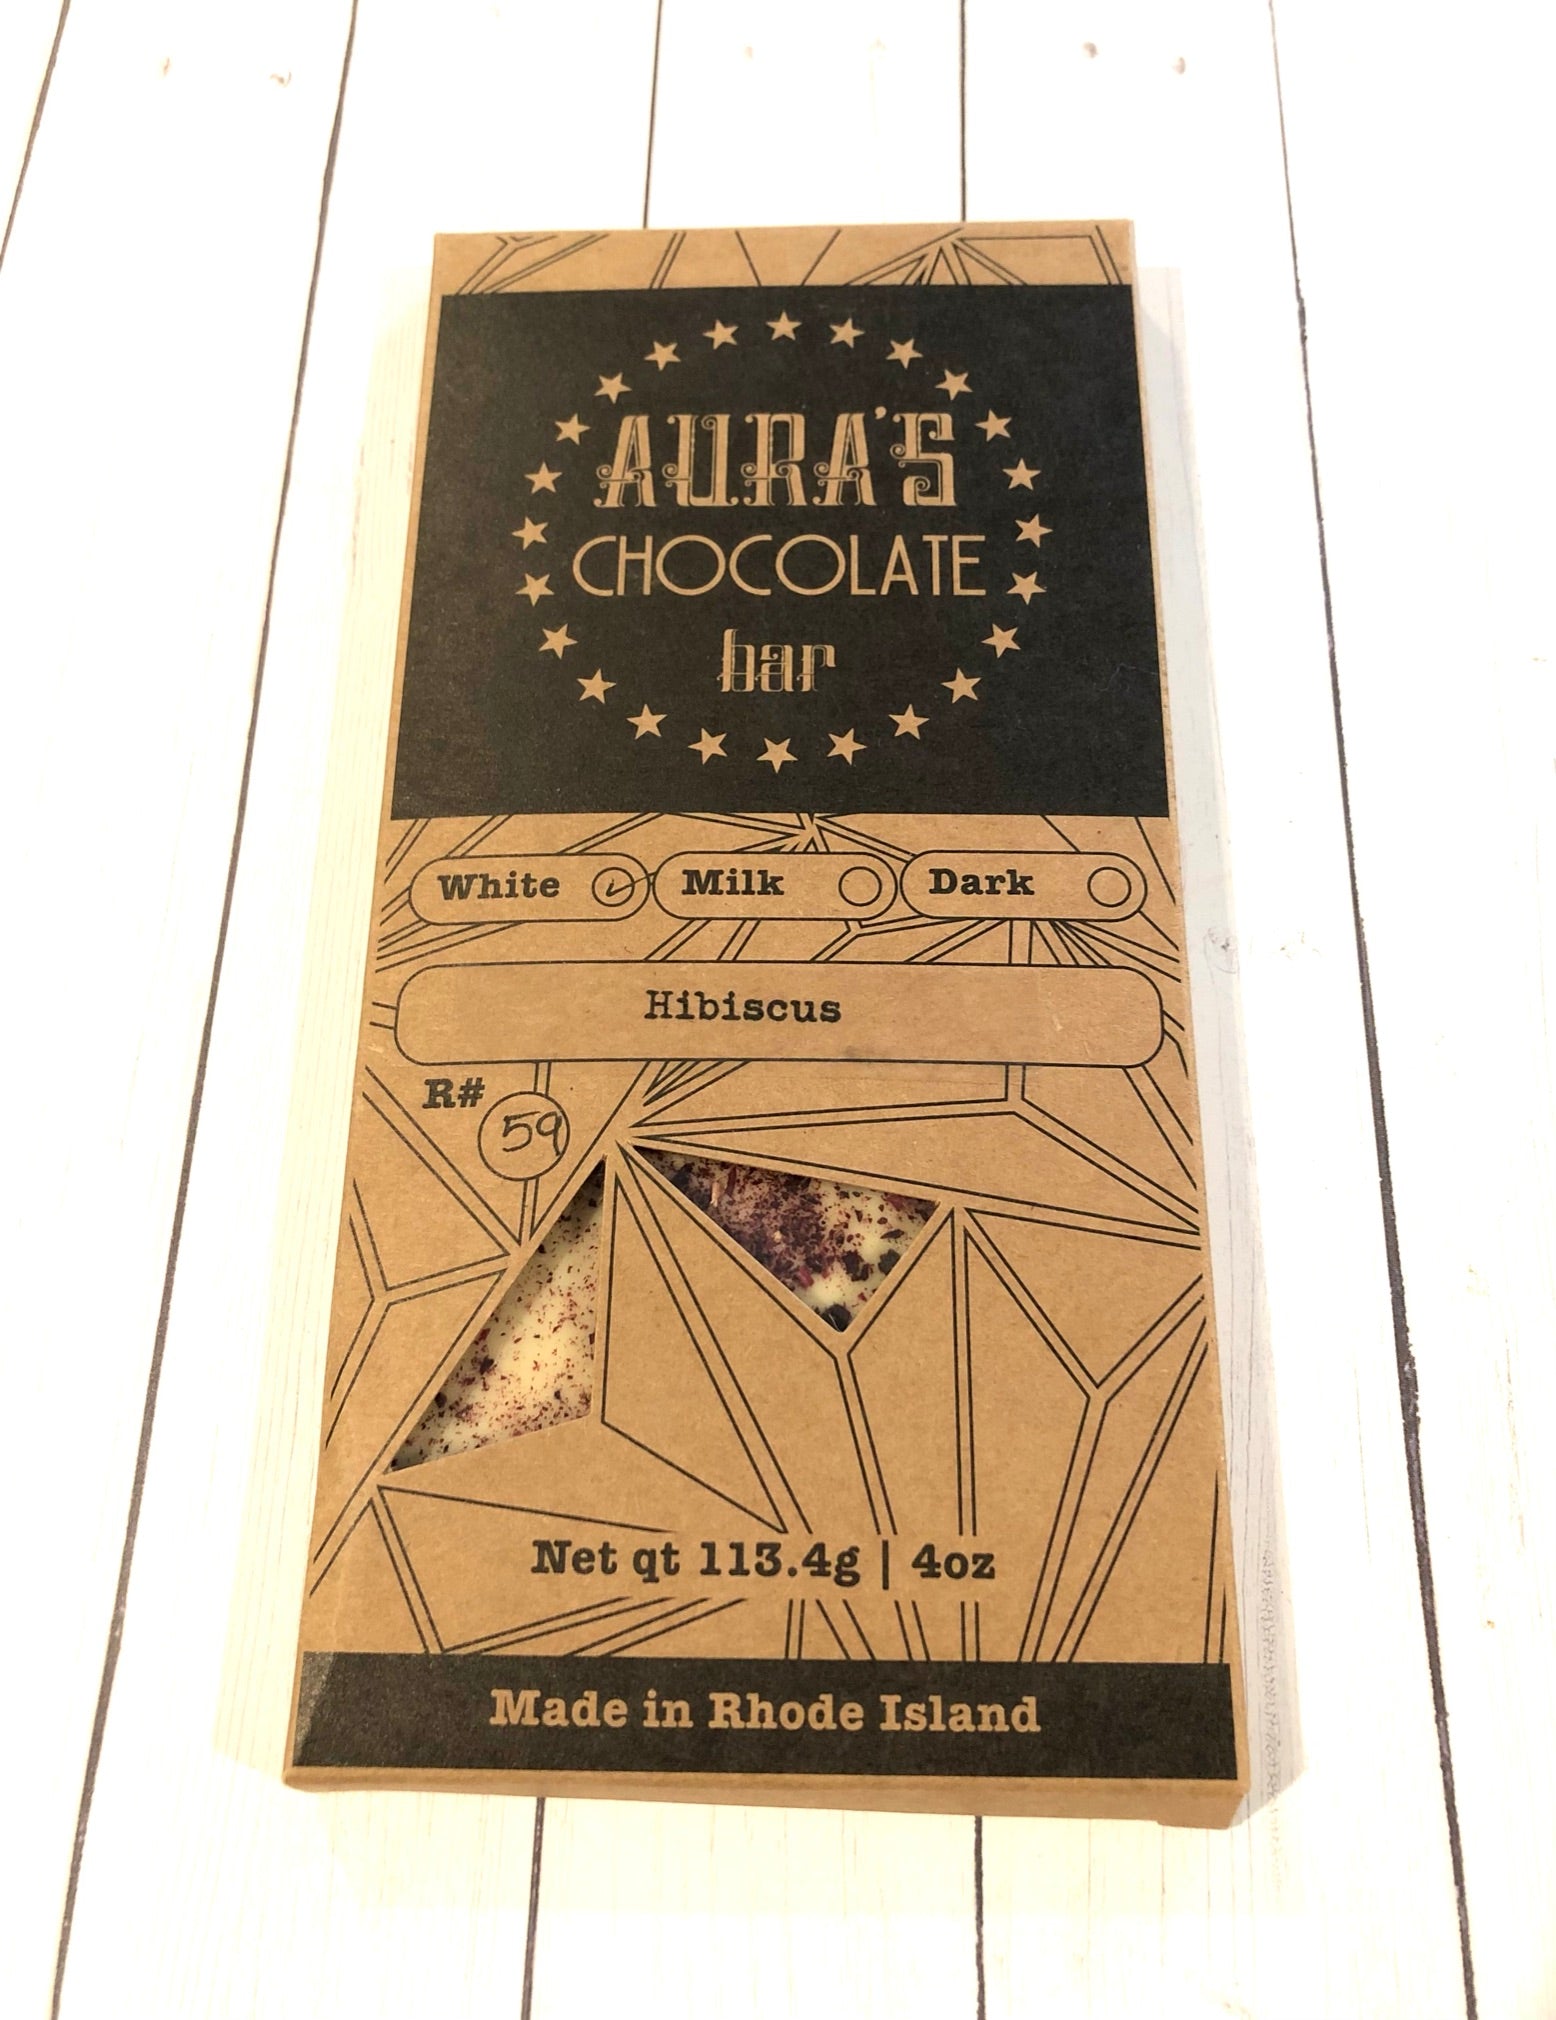 AURA'S
CHOCOLATE
bar
White Milk Dark
Hibiscus
R#
59
Net qt 113.4g | 4oz
Made in Rhode Island